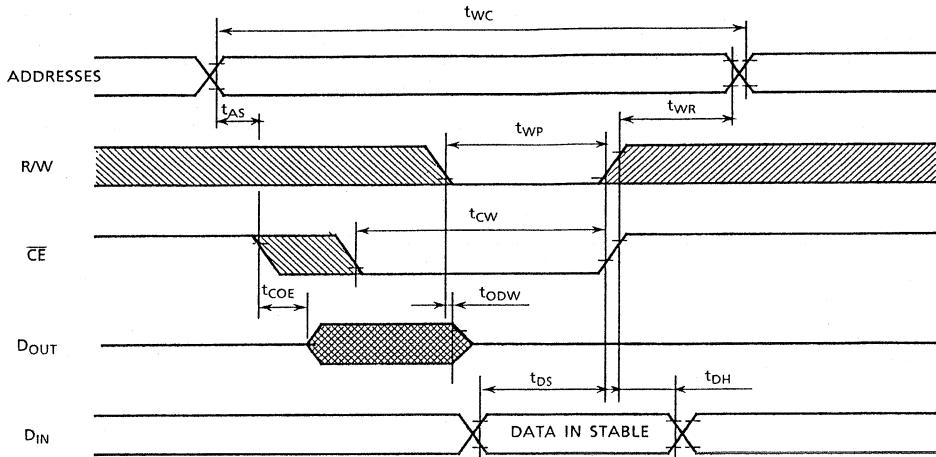 tWC
ADDRESSES
tAS
tWR
tWP
R/W
tCW
CE
tCOE
tODW
DOUT
tDS
tDH
DIN
DATA IN STABLE